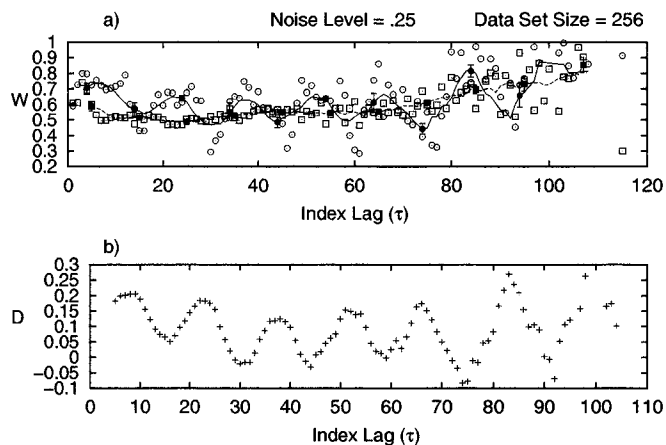 a) Noise Level = .25 Data Set Size = 256
1
0.9
0.8
0.7
W 0.6
0.5
0.4
0.3
0.2
0 20 40 60 80 100 120
Index Lag (τ)
b)
0.3
0.25
0.2
0.15
D 0.1
0.05
0
−0.05
−0.1
0 10 20 30 40 50 60 70 80 90 100 110
Index Lag (τ)